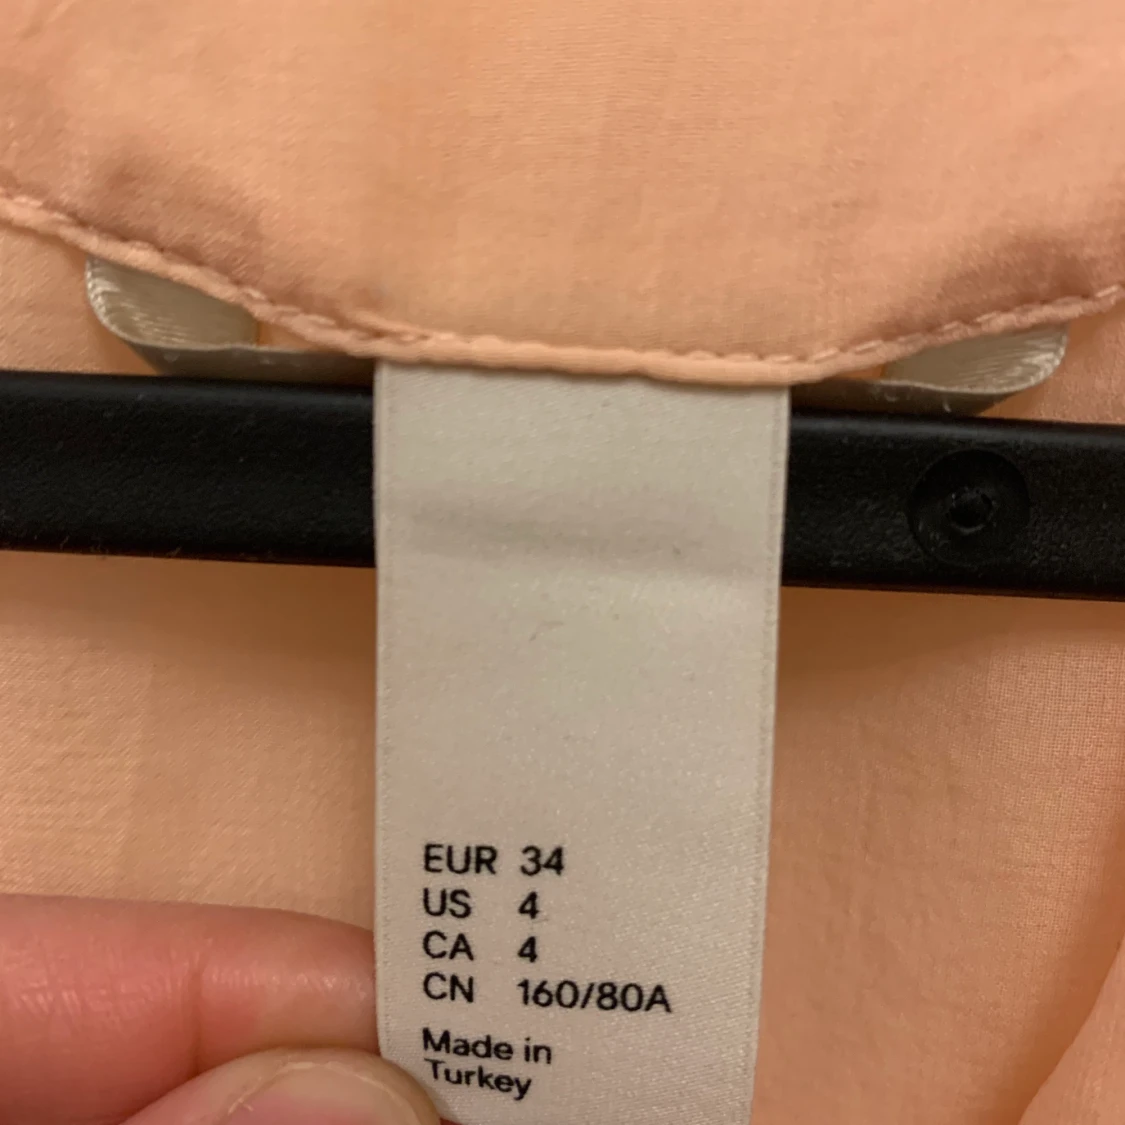 EUR 34
US 4
CA 4
CN 160/80A
Made in
Turkey